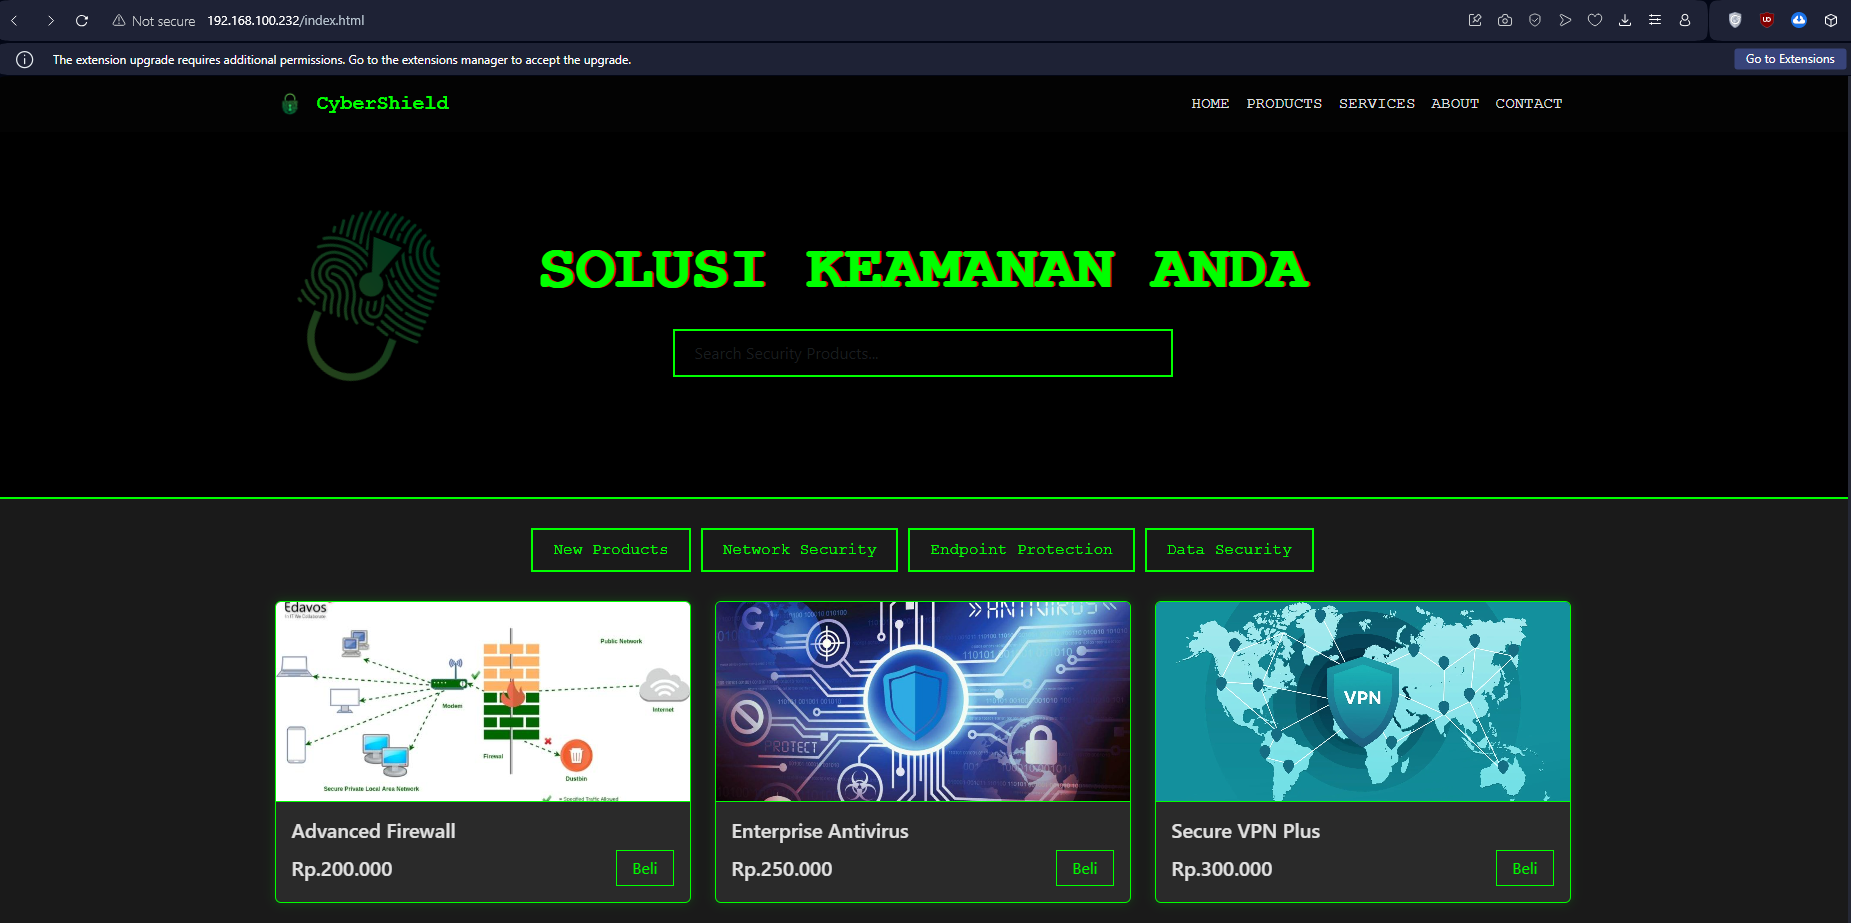 Not secure 192.168.100.232/index.html
The extension upgrade requires additional permissions. Go to the extensions manager to accept the upgrade.
Go to Extensions
CyberShield
HOME PRODUCTS SERVICES ABOUT CONTACT
SOLUSI KEAMANAN ANDA
Search Security Products...
New Products
Network Security
Endpoint Protection
Data Security
Edavos
Public Network
Modem
Internet
Firewal
Dustbin
Secure Private Local Area Network
= Specified Traffic Allowed
ANTIVIRUS
PROTECT
VPN
Advanced Firewall
Rp.200.000
Beli
Enterprise Antivirus
Rp.250.000
Beli
Secure VPN Plus
Rp.300.000
Beli